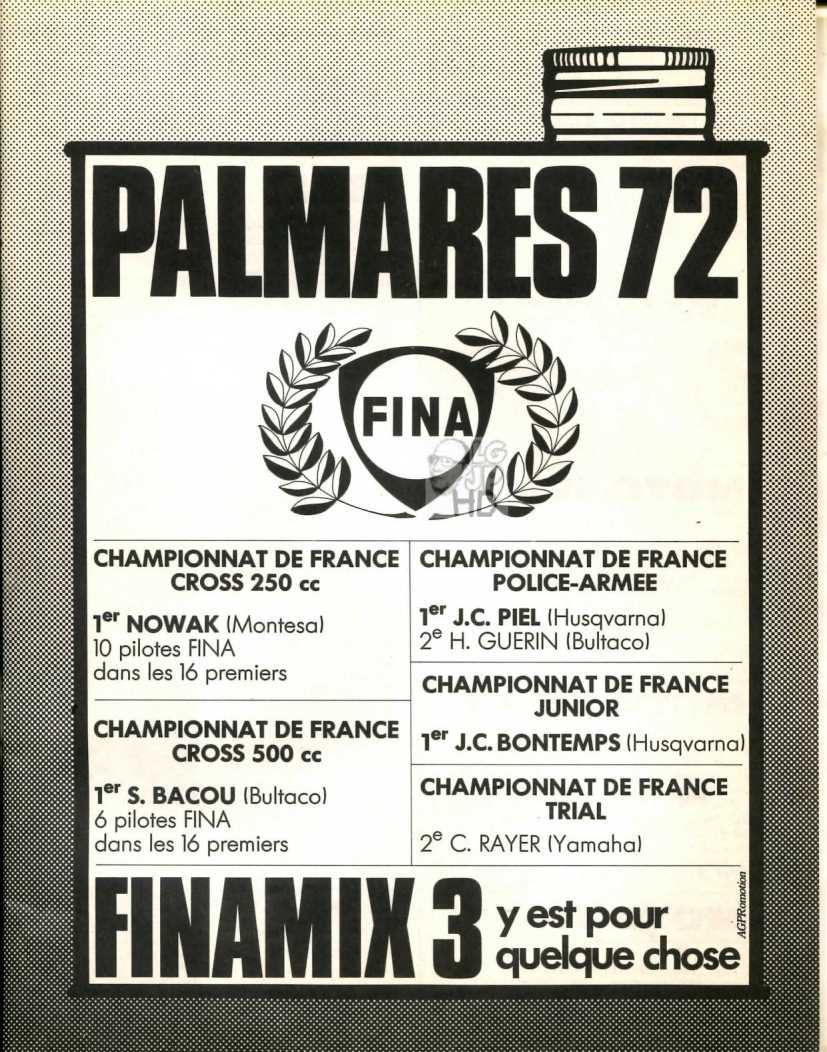 PALMARES 72
FINA
LG
JP
HD
CHAMPIONNAT DE FRANCE
CROSS 250 cc
1er NOWAK (Montesa)
10 pilotes FINA
dans les 16 premiers
CHAMPIONNAT DE FRANCE
CROSS 500 cc
1er S. BACOU (Bultaco)
6 pilotes FINA
dans les 16 premiers
CHAMPIONNAT DE FRANCE
POLICE-ARMEE
1er J.C. PIEL (Husqvarna)
2e H. GUERIN (Bultaco)
CHAMPIONNAT DE FRANCE
JUNIOR
1er J.C. BONTEMPS (Husqvarna)
CHAMPIONNAT DE FRANCE
TRIAL
2e C. RAYER (Yamaha)
FINAMIX 3 y est pour
quelque chose
AGPRomotion